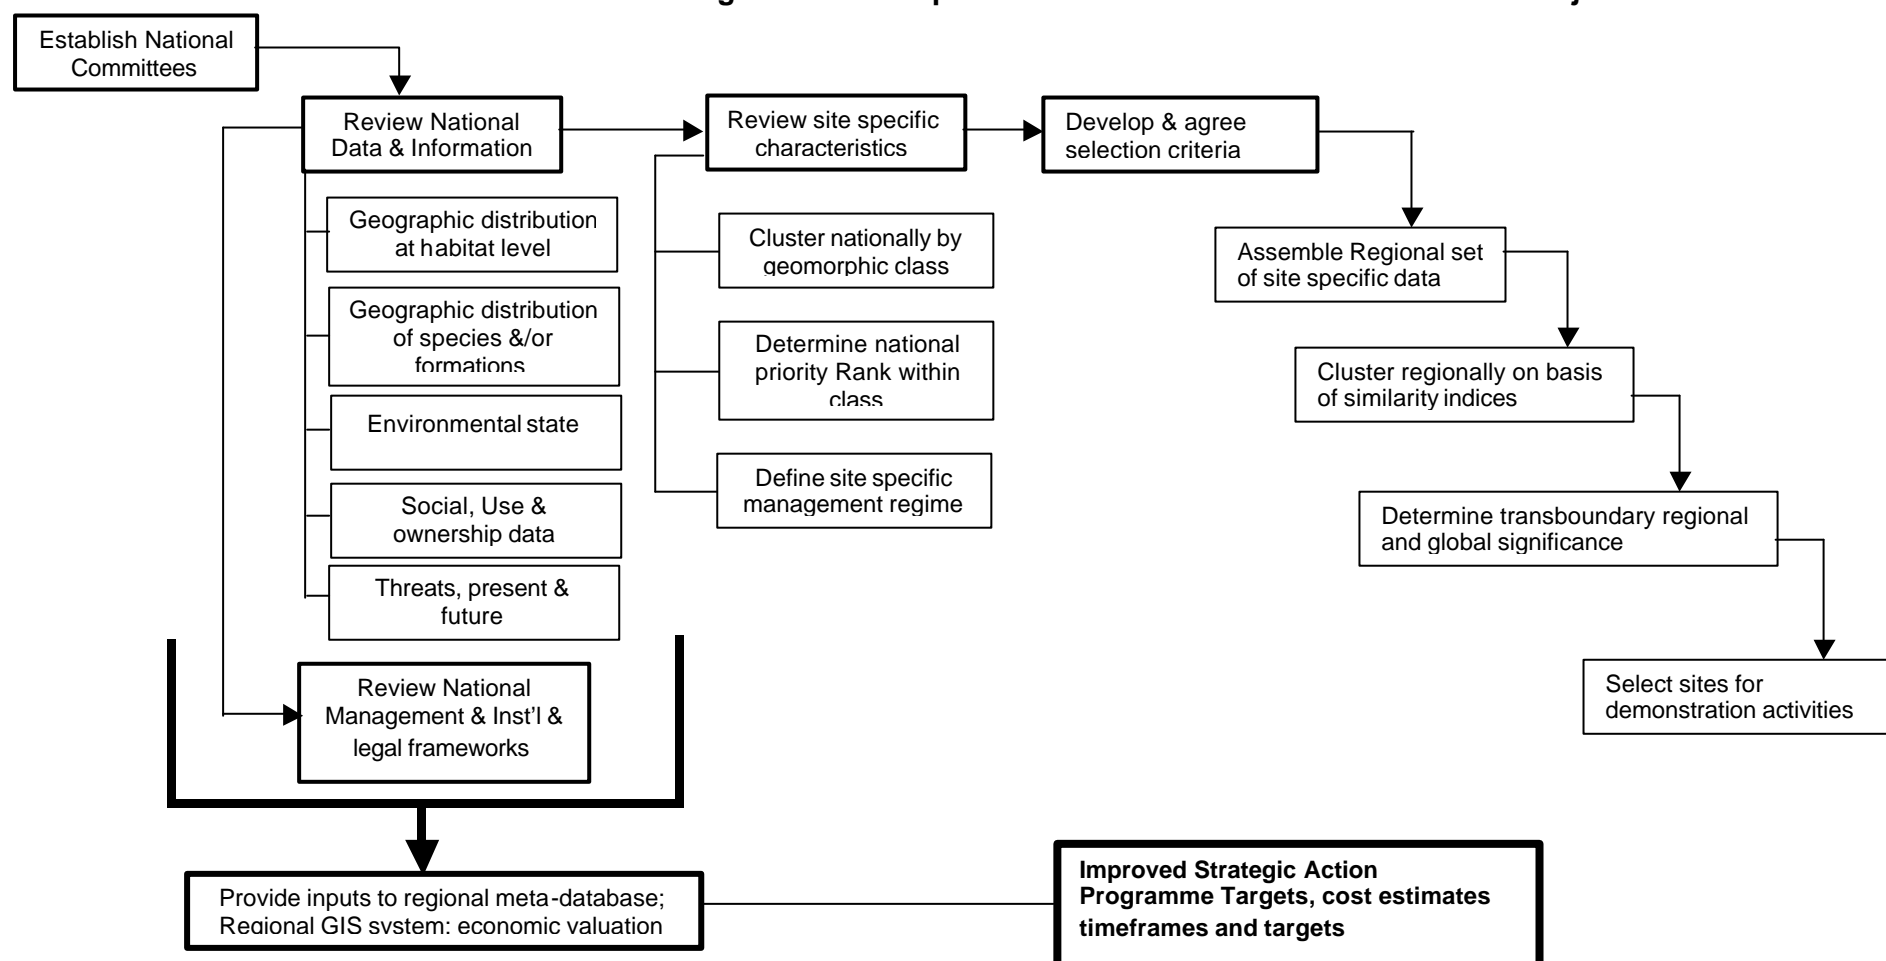 Establish National
Committees
Review National
Data & Information
Review site specific
characteristics
Develop & agree
selection criteria
Geographic distribution
at habitat level
Geographic distribution
of species &/or
formations
Environmental state
Social, Use &
ownership data
Threats, present &
future
Review National
Management & Inst'l &
legal frameworks
Cluster nationally by
geomorphic class
Determine national
priority Rank within
class
Define site specific
management regime
Assemble Regional set
of site specific data
Cluster regionally on basis
of similarity indices
Determine transboundary regional
and global significance
Select sites for
demonstration activities
Provide inputs to regional meta-database;
Regional GIS system; economic valuation
Improved Strategic Action
Programme Targets, cost estimates
timeframes and targets